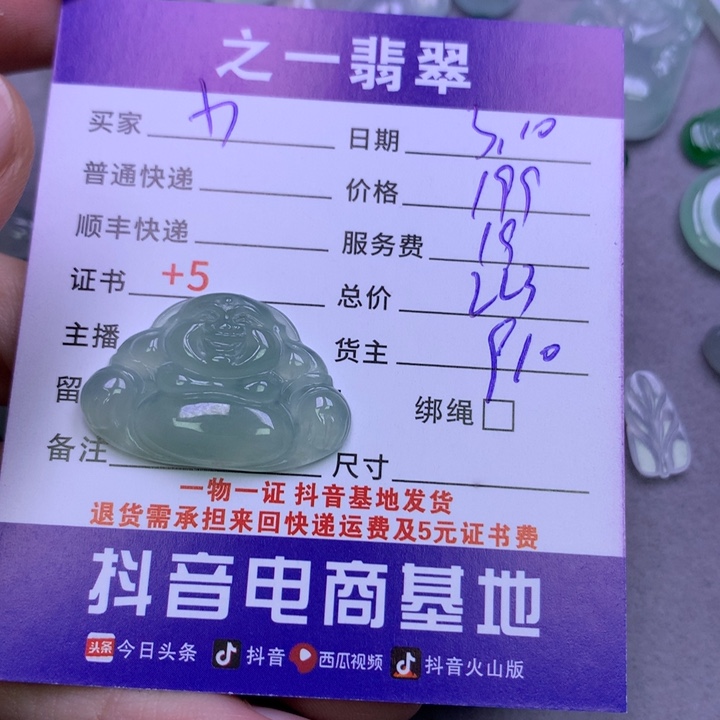 之一翡翠
买家 力 日期 5.10
普通快递 价格 199
顺丰快递 服务费 19
证书 +5 总价 223
主播 货主 910
留 绑绳
备注 尺寸
一物一证 抖音基地发货
退货需承担来回快递运费及5元证书费
抖音电商基地
头条 今日头条 抖音 西瓜视频 抖音火山版